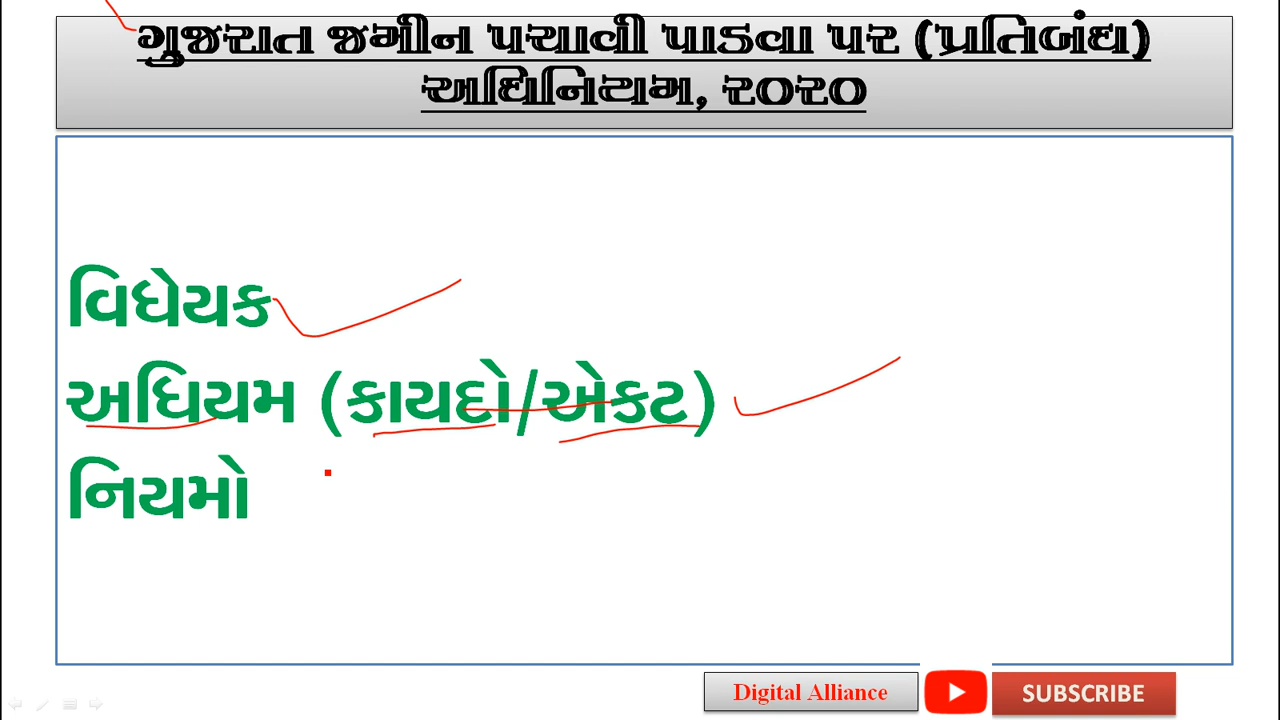 ગુજરાત જમીન પચાવી પાડવા પર (પ્રતિબંધ)
અધિનિયમ, ૨૦૨૦
વિધેયક
અધિયમ (કાયદો/એકટ)
નિયમો
Digital Alliance
SUBSCRIBE